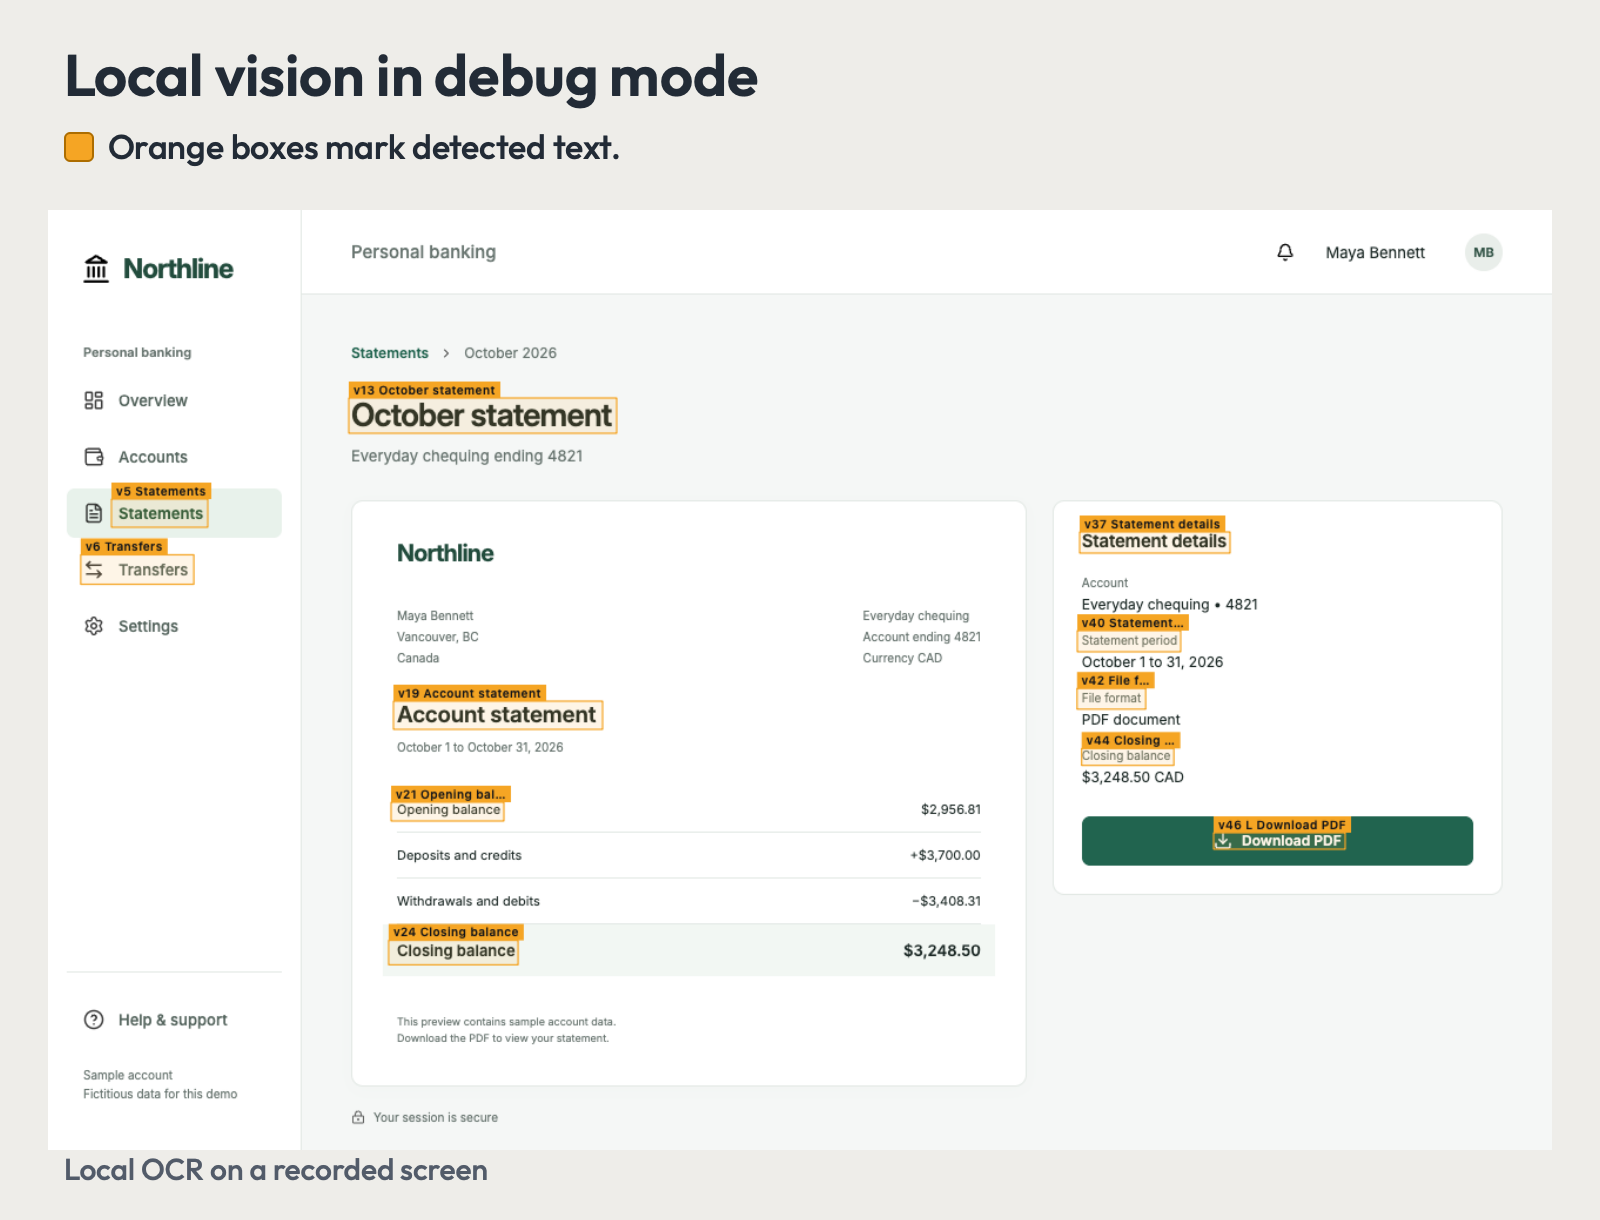 Local vision in debug mode
Orange boxes mark detected text.
Northline
Personal banking
Maya Bennett
MB
Personal banking
Overview
Accounts
v5 Statements
Statements
v6 Transfers
Transfers
Settings
Help & support
Sample account
Fictitious data for this demo
Statements > October 2026
v13 October statement
October statement
Everyday chequing ending 4821
Northline
Maya Bennett
Vancouver, BC
Canada
Everyday chequing
Account ending 4821
Currency CAD
v19 Account statement
Account statement
October 1 to October 31, 2026
v21 Opening bal...
Opening balance $2,956.81
Deposits and credits +$3,700.00
Withdrawals and debits −$3,408.31
v24 Closing balance
Closing balance $3,248.50
This preview contains sample account data.
Download the PDF to view your statement.
v37 Statement details
Statement details
Account
Everyday chequing • 4821
v40 Statement...
Statement period
October 1 to 31, 2026
v42 File f...
File format
PDF document
v44 Closing ...
Closing balance
$3,248.50 CAD
v46 L Download PDF
Download PDF
Your session is secure
Local OCR on a recorded screen